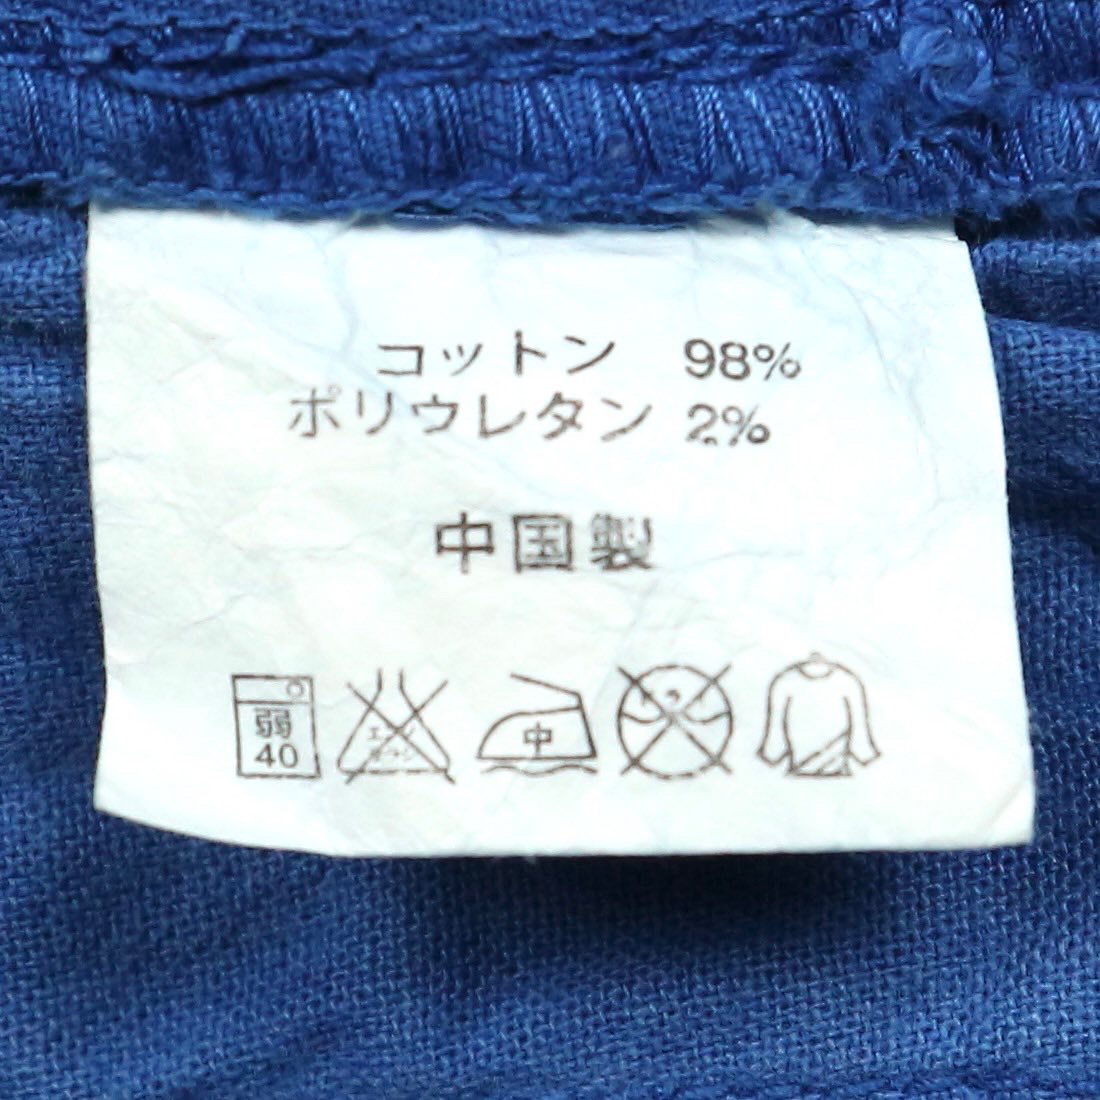 コットン 98%
ポリウレタン 2%
中国製
弱
40
中